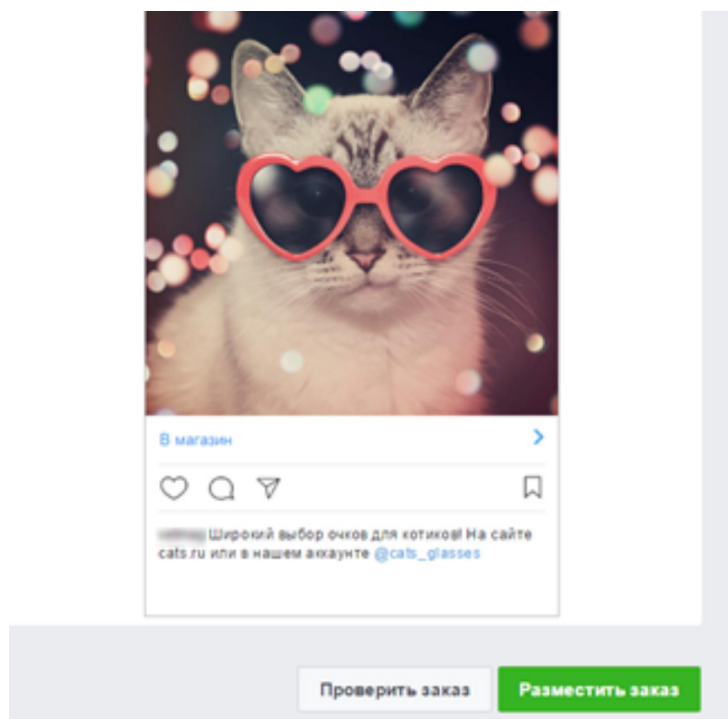 В магазин
Широкий выбор очков для котиков! На сайте
cats.ru или в нашем аккаунте @cats_glasses
Проверить заказ
Разместить заказ